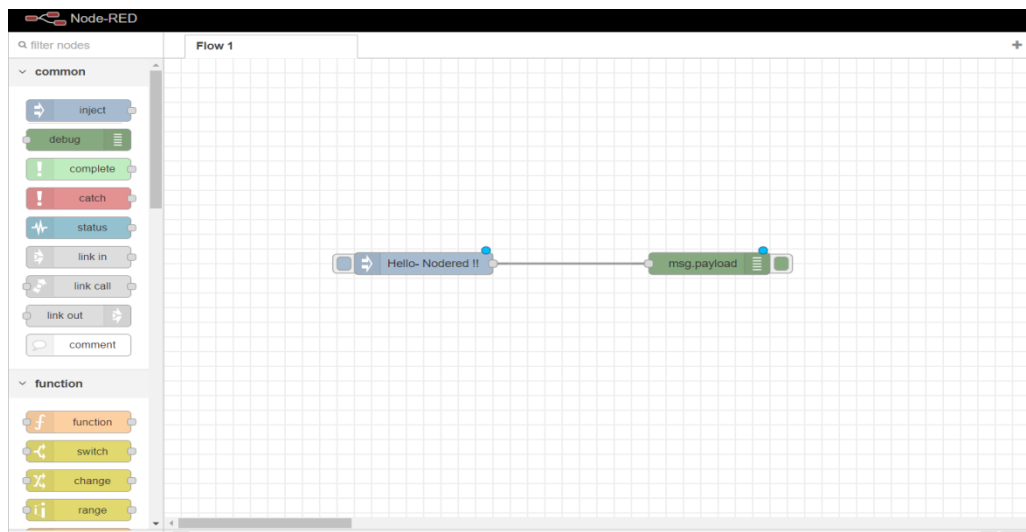 Node-RED
filter nodes
Flow 1
common
inject
debug
complete
catch
status
link in
link call
link out
comment
function
function
switch
change
range
Hello- Nodered !!
msg.payload